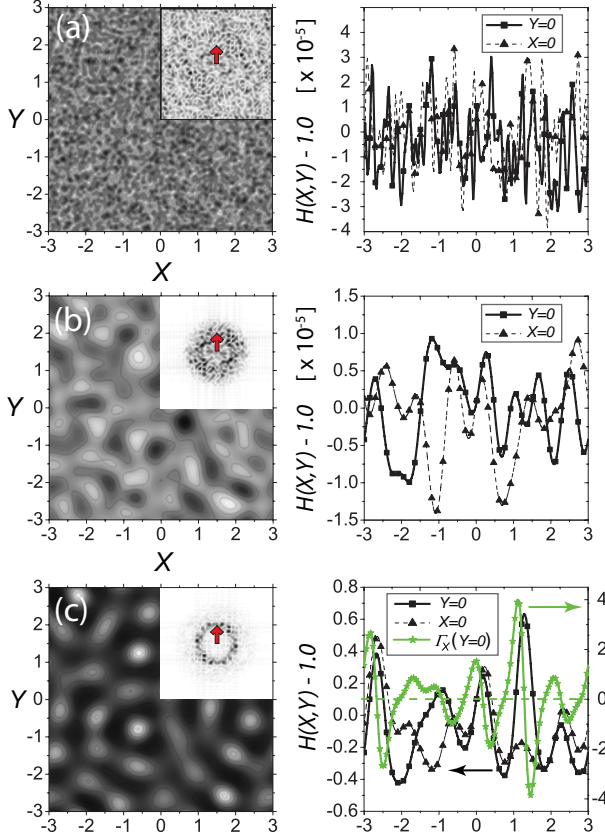 (a)
Y
3
2
1
0
-1
-2
-3
-3 -2 -1 0 1 2 3
X
H(X,Y) - 1.0 [ x 10-5]
4
3
2
1
0
-1
-2
-3
-4
Y=0
X=0
-3 -2 -1 0 1 2 3
(b)
Y
3
2
1
0
-1
-2
-3
-3 -2 -1 0 1 2 3
X
H(X,Y) - 1.0 [ x 10-5]
1.5
1.0
0.5
0.0
-0.5
-1.0
-1.5
Y=0
X=0
-3 -2 -1 0 1 2 3
(c)
Y
3
2
1
0
-1
-2
-3
-3 -2 -1 0 1 2 3
H(X,Y) - 1.0
0.8
0.6
0.4
0.2
0.0
-0.2
-0.4
-0.6
Y=0
X=0
ΓX(Y=0)
4
2
0
-2
-4
-3 -2 -1 0 1 2 3